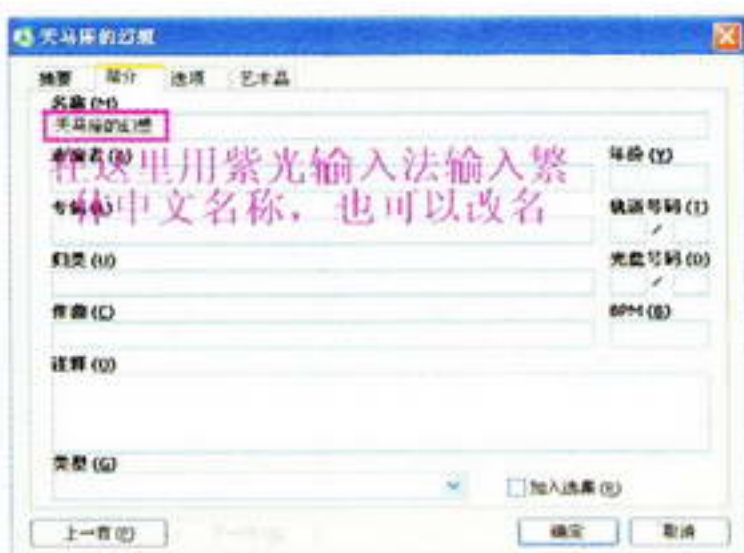 天马座的幻想
摘要 简介 选项 艺术品
名称(M)
天马座的幻想
在这里用紫光输入法输入繁
体中文名称，也可以改名
年份(Y)
轨道号码(T)
归类(U)
光盘号码(D)
作曲(C)
BPM(B)
注释(O)
类型(G)
加入选集(R)
上一首(P)
确定 取消